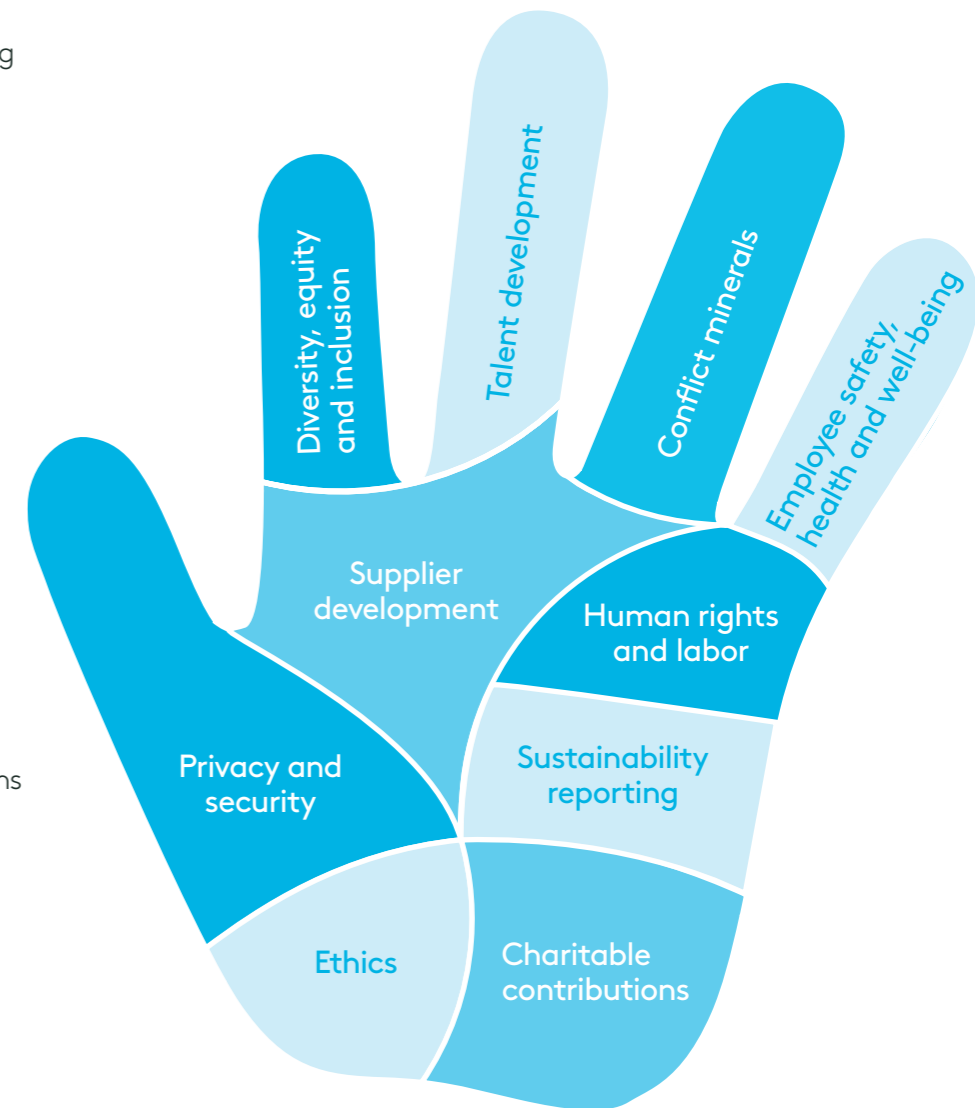 Diversity, equity
and inclusion
Talent development
Conflict minerals
Employee safety,
health and well-being
Supplier
development
Human rights
and labor
Privacy and
security
Sustainability
reporting
Ethics
Charitable
contributions